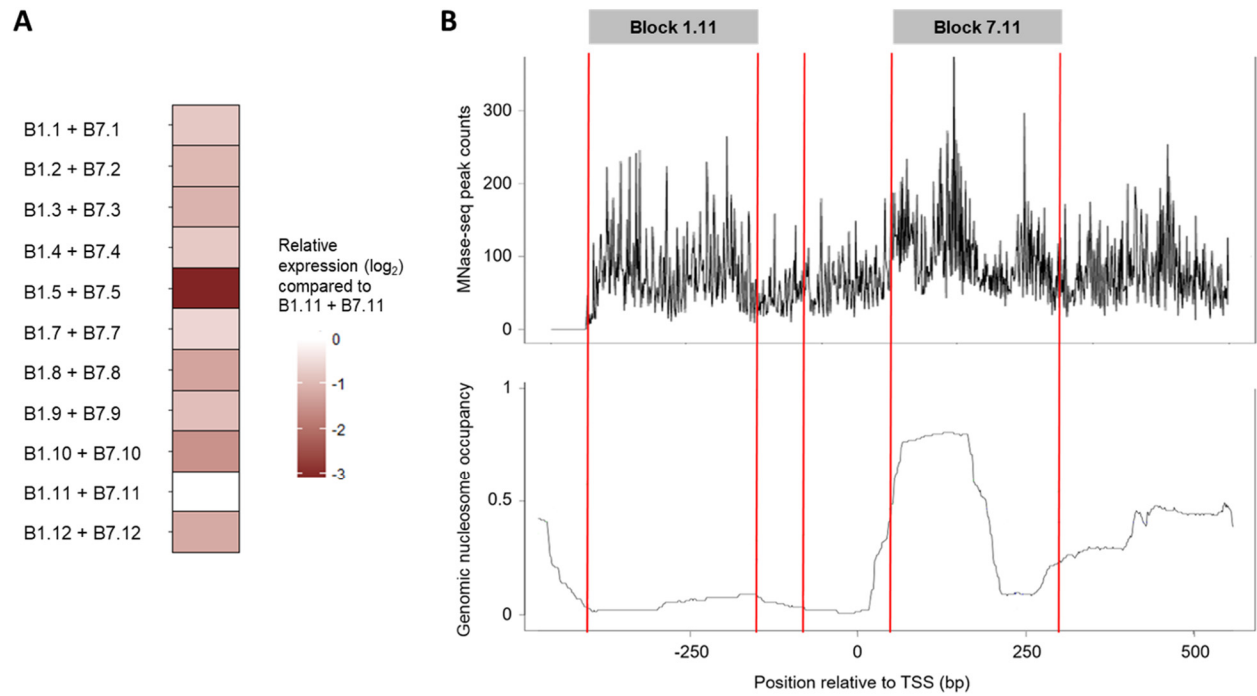 A
B1.1 + B7.1
B1.2 + B7.2
B1.3 + B7.3
B1.4 + B7.4
B1.5 + B7.5
B1.7 + B7.7
B1.8 + B7.8
B1.9 + B7.9
B1.10 + B7.10
B1.11 + B7.11
B1.12 + B7.12
Relative
expression (log₂)
compared to
B1.11 + B7.11
0
-1
-2
-3
B
Block 1.11
Block 7.11
MNase-seq peak counts
300
200
100
0
Genomic nucleosome occupancy
1
0.5
0
-250
0
250
500
Position relative to TSS (bp)